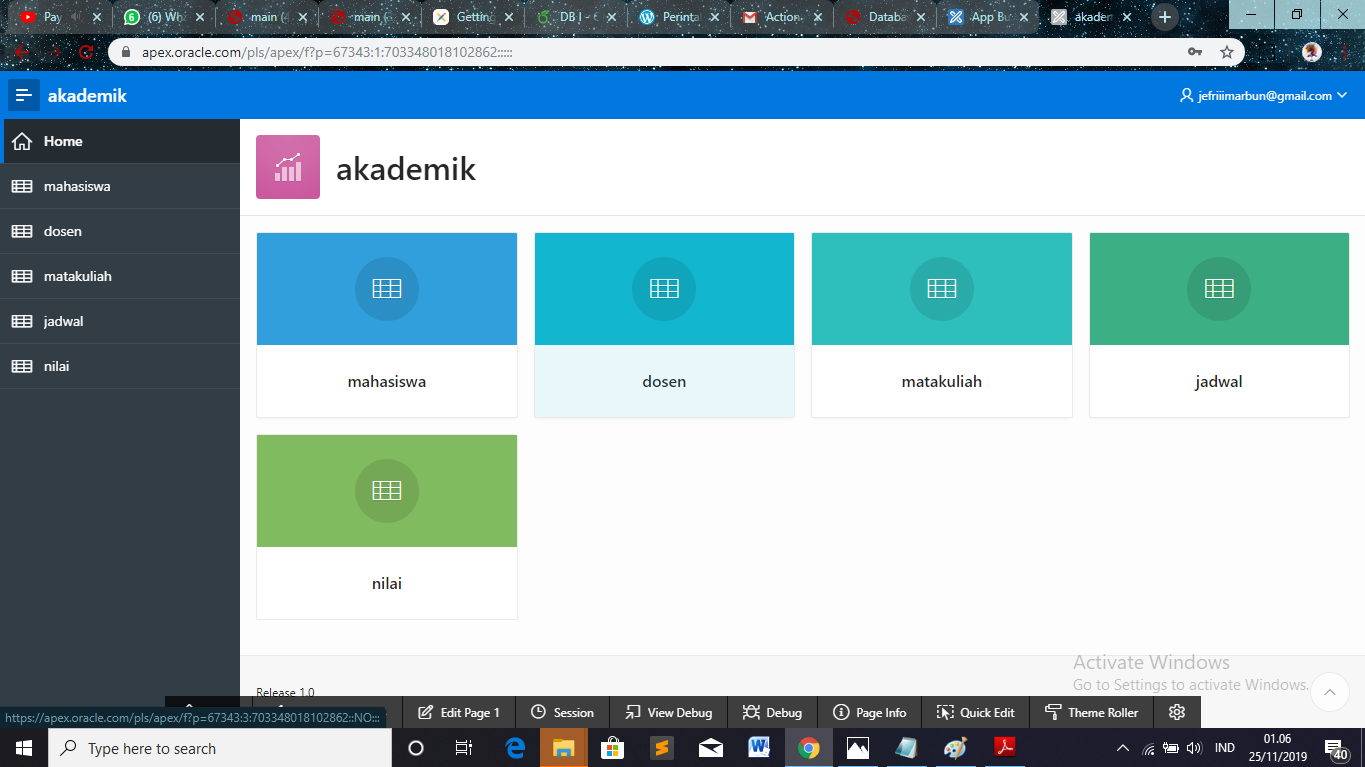 Pay
(6) Wh
main (
main (
Getting
DB I -
Perinta
Action
Databa
App Bu
akadem
apex.oracle.com/pls/apex/f?p=67343:1:703348018102862:::::
akademik
jefriiimarbun@gmail.com
Home
mahasiswa
dosen
matakuliah
jadwal
nilai
akademik
mahasiswa
dosen
matakuliah
jadwal
nilai
Activate Windows
Go to Settings to activate Windows.
Release 1.0
https://apex.oracle.com/pls/apex/f?p=67343:3:703348018102862::NO:::
Edit Page 1
Session
View Debug
Debug
Page Info
Quick Edit
Theme Roller
Type here to search
IND
01.06
25/11/2019
40